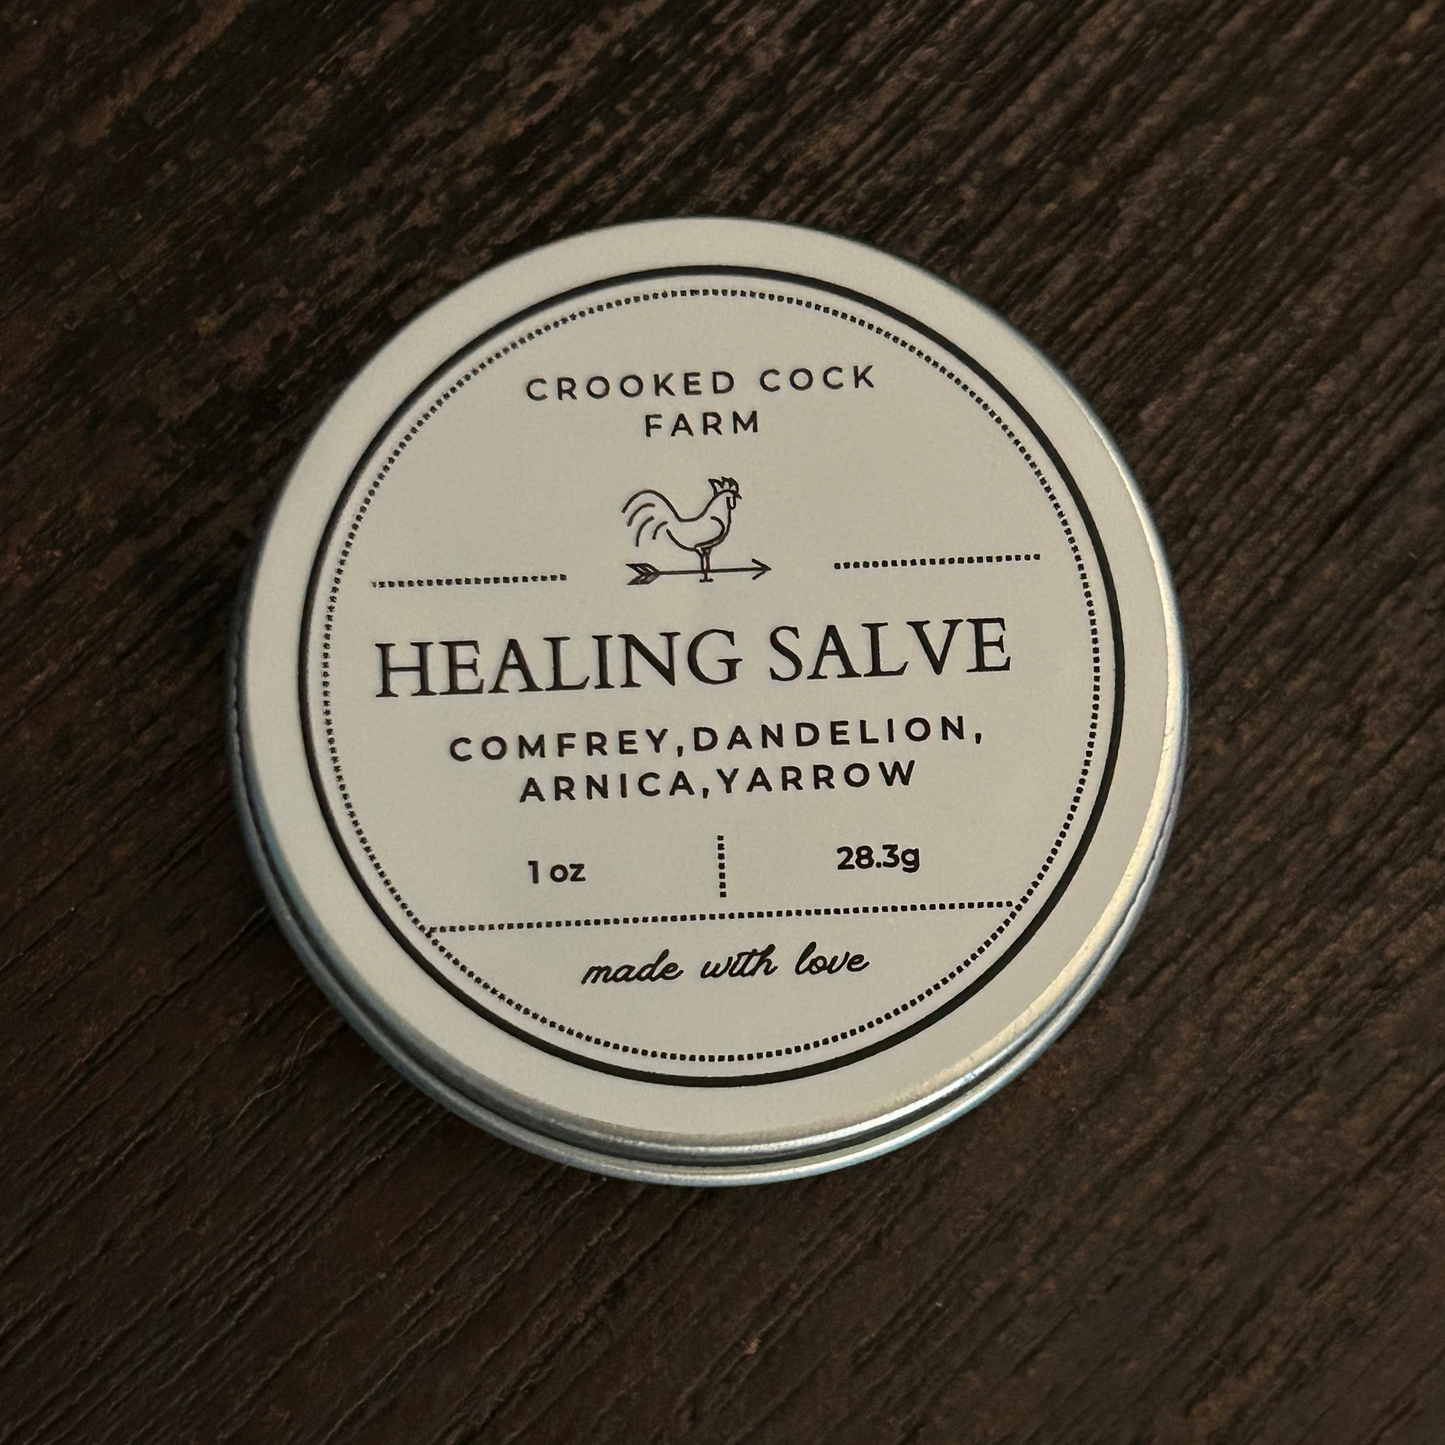 CROOKED COCK
FARM
HEALING SALVE
COMFREY,DANDELION,
ARNICA,YARROW
1 oz
28.3g
made with love